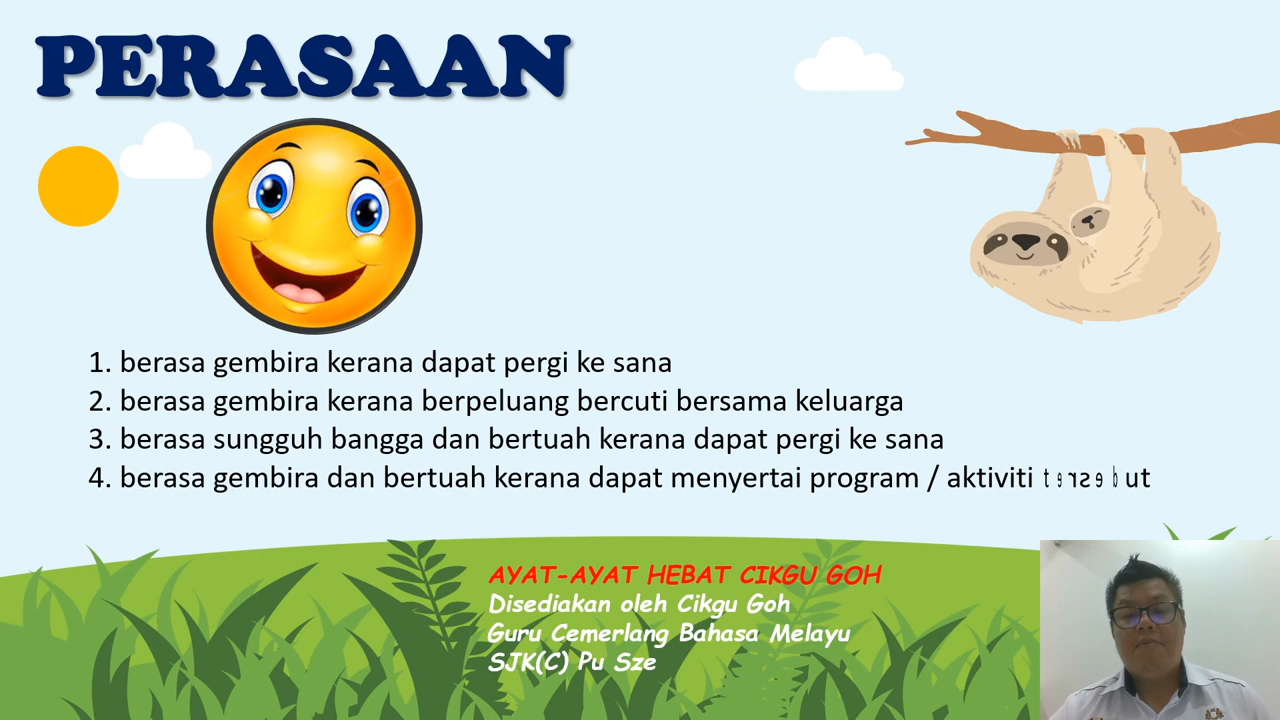 PERASAAN
1. berasa gembira kerana dapat pergi ke sana
2. berasa gembira kerana berpeluang bercuti bersama keluarga
3. berasa sungguh bangga dan bertuah kerana dapat pergi ke sana
4. berasa gembira dan bertuah kerana dapat menyertai program / aktiviti tersebut
AYAT-AYAT HEBAT CIKGU GOH
Disediakan oleh Cikgu Goh
Guru Cemerlang Bahasa Melayu
SJK(C) Pu Sze